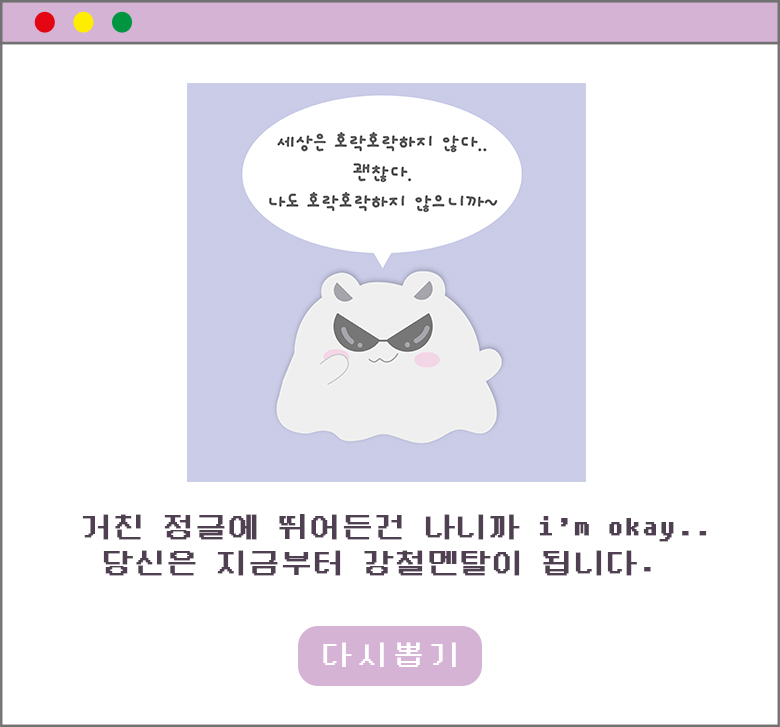 세상은 호락호락하지 않다..
괜찮다.
나도 호락호락하지 않으니까~
거친 정글에 뛰어든건 나니까 i'm okay..
당신은 지금부터 강철멘탈이 됩니다.
다시뽑기